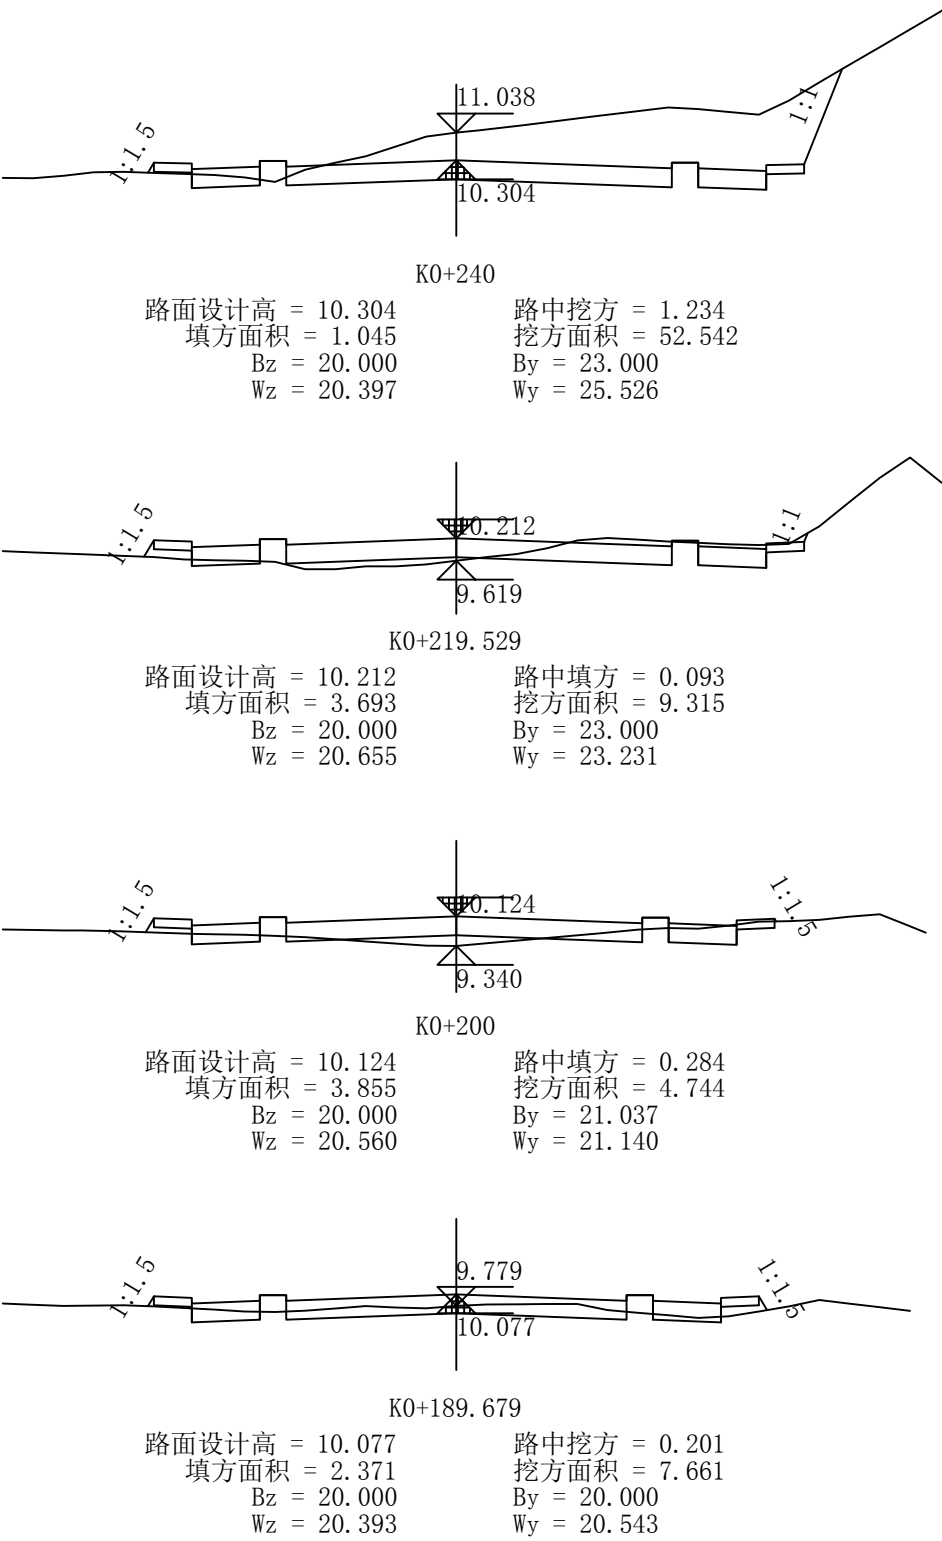 11.038
1:1
1:1.5
10.304
K0+240
路面设计高 = 10.304 路中挖方 = 1.234
填方面积 = 1.045 挖方面积 = 52.542
Bz = 20.000 By = 23.000
Wz = 20.397 Wy = 25.526
1:1.5
10.212
1:1
9.619
K0+219.529
路面设计高 = 10.212 路中填方 = 0.093
填方面积 = 3.693 挖方面积 = 9.315
Bz = 20.000 By = 23.000
Wz = 20.655 Wy = 23.231
1:1.5
10.124
1:1.5
9.340
K0+200
路面设计高 = 10.124 路中填方 = 0.284
填方面积 = 3.855 挖方面积 = 4.744
Bz = 20.000 By = 21.037
Wz = 20.560 Wy = 21.140
1:1.5
9.779
1:1.5
10.077
K0+189.679
路面设计高 = 10.077 路中挖方 = 0.201
填方面积 = 2.371 挖方面积 = 7.661
Bz = 20.000 By = 20.000
Wz = 20.393 Wy = 20.543